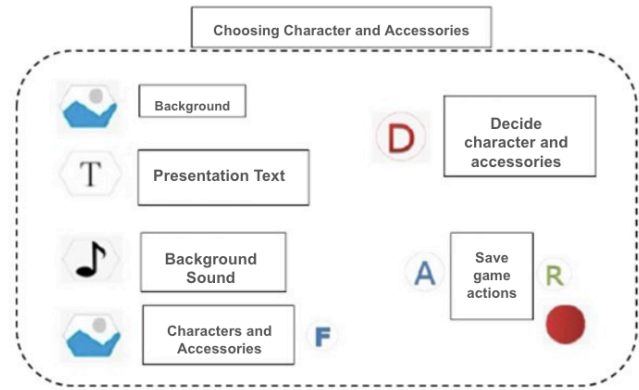 Choosing Character and Accessories
Background
T
Presentation Text
Background
Sound
Characters and
Accessories
F
D
Decide
character and
accessories
A
Save
game
actions
R